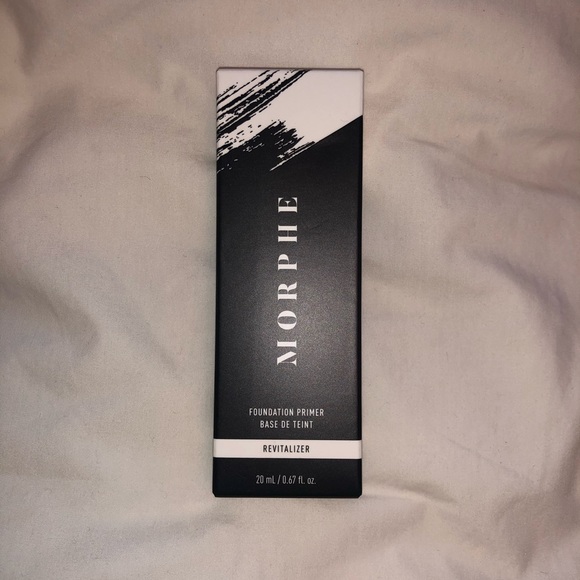 MORPHE
FOUNDATION PRIMER
BASE DE TEINT
REVITALIZER
20 mL / 0.67 fl. oz.